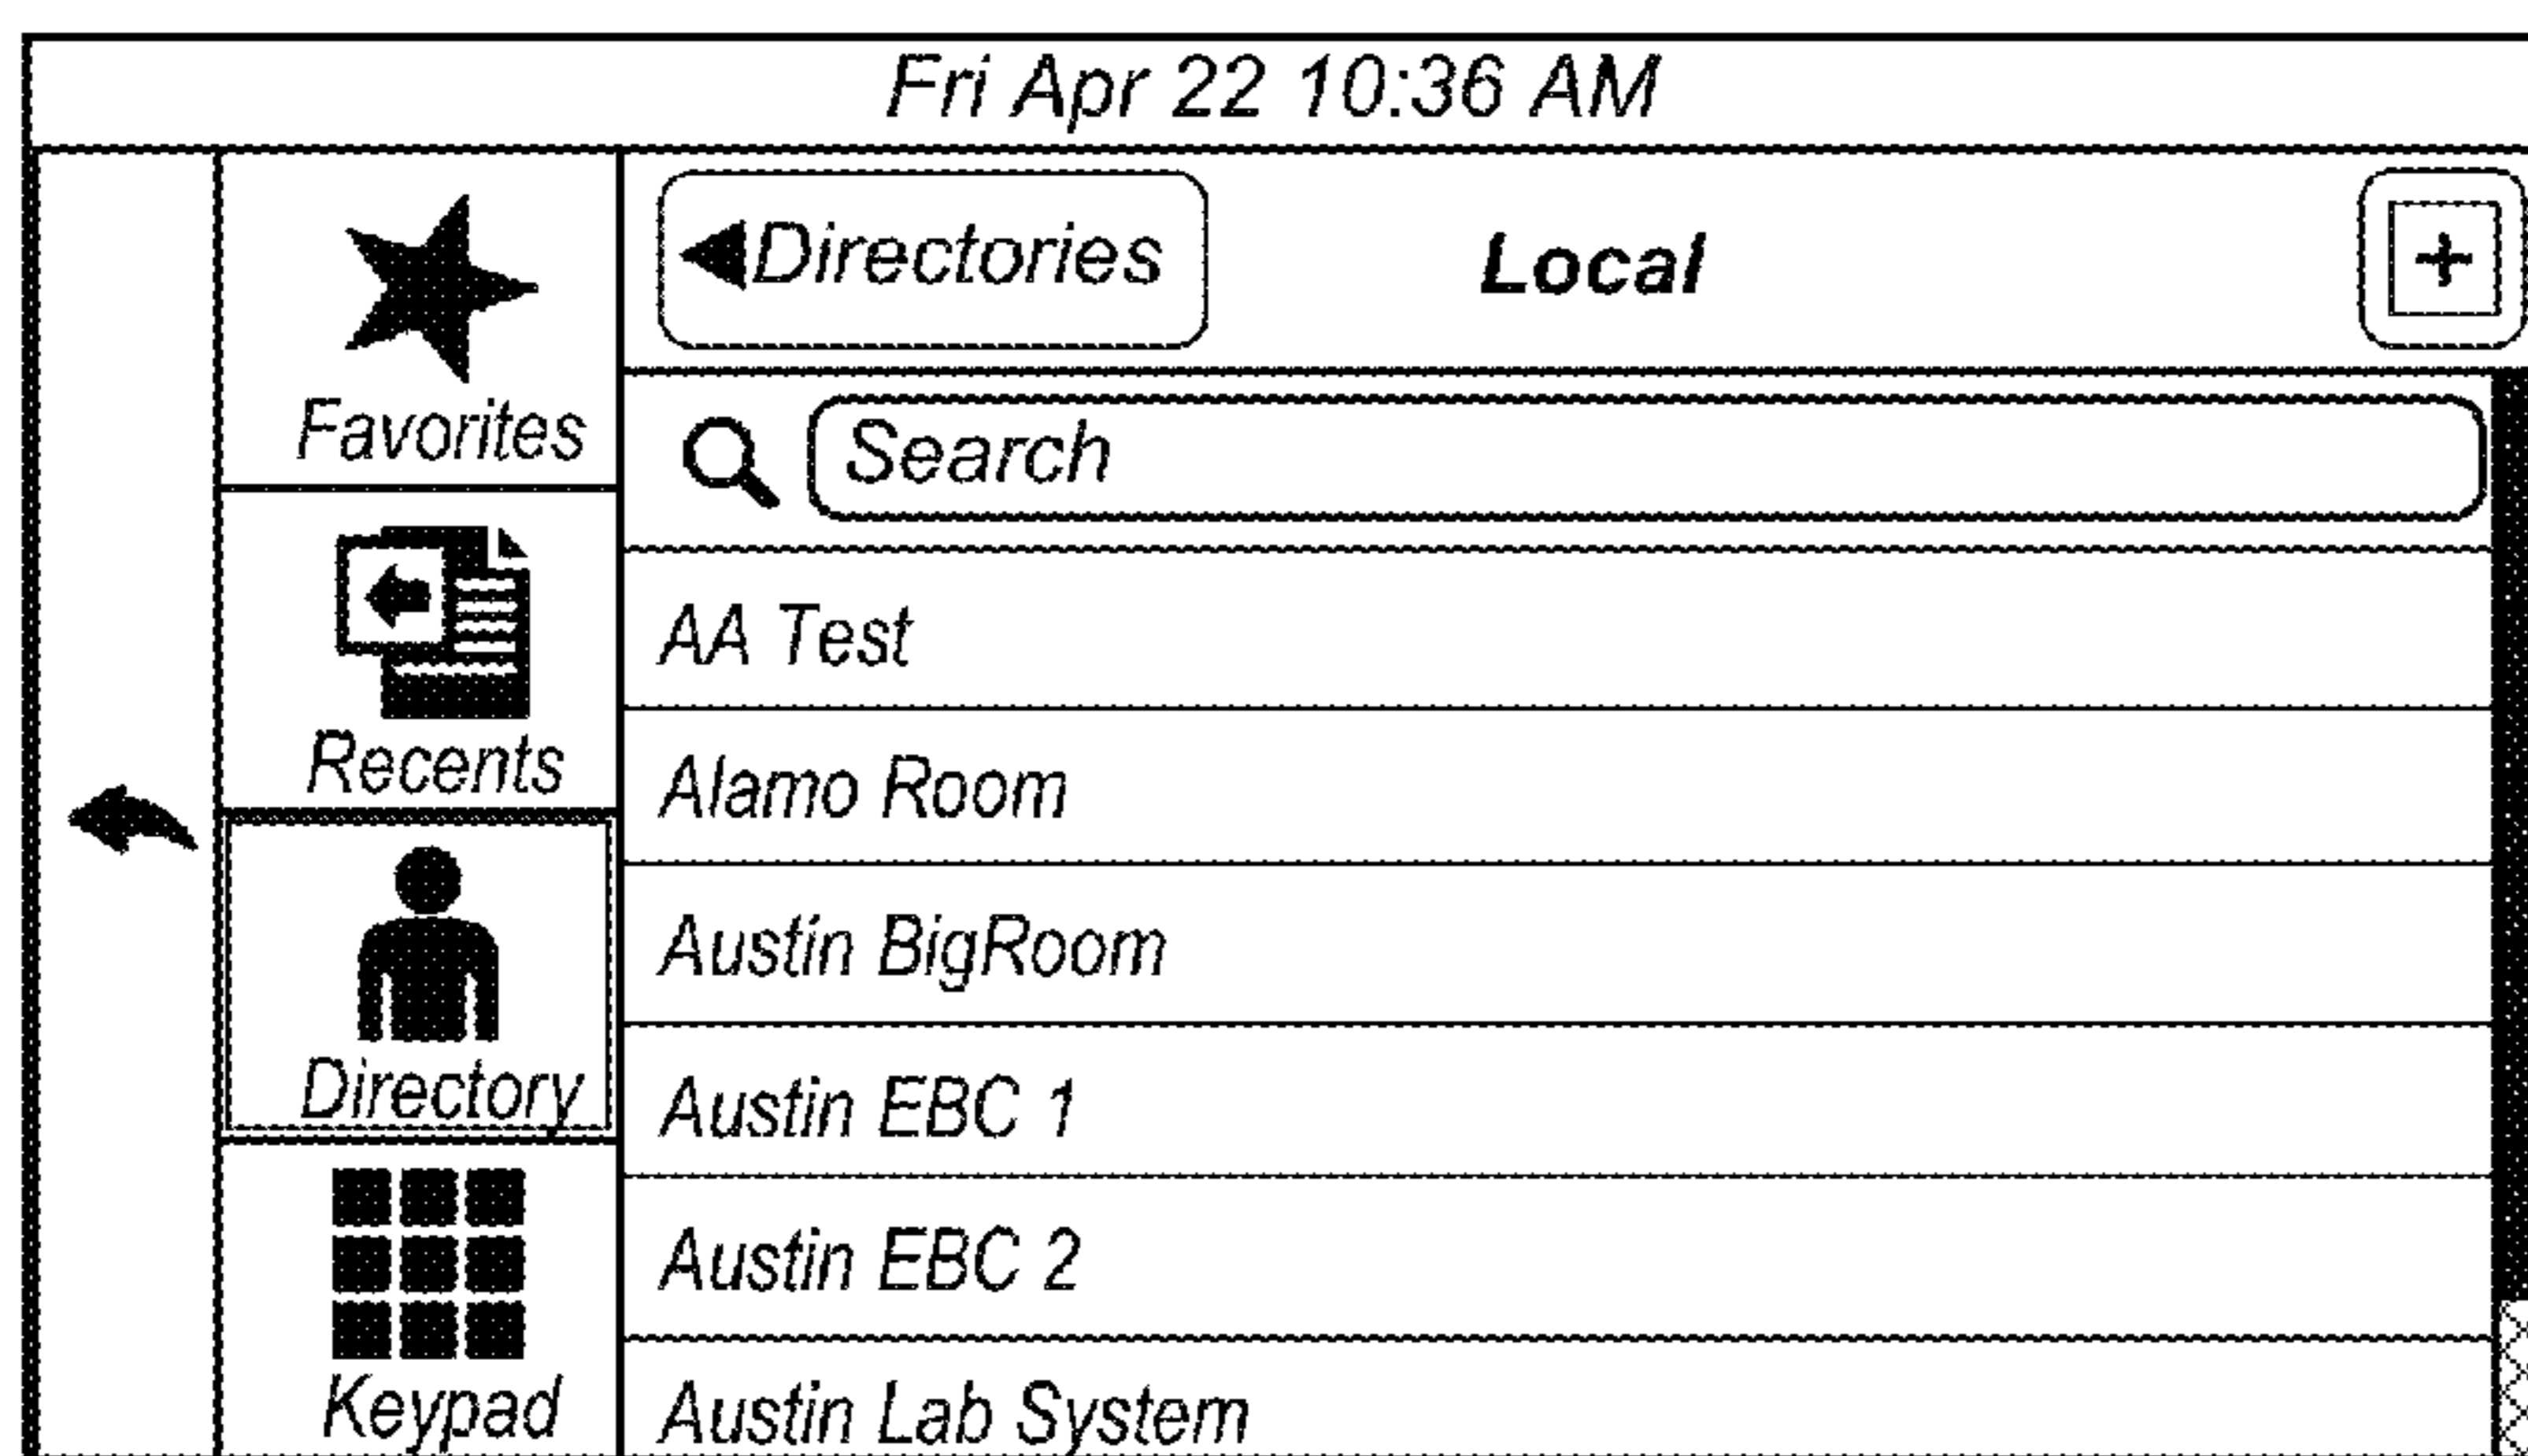 Fri Apr 22 10:36 AM
Directories
Local
+
Favorites
Search
Recents
AA Test
Alamo Room
Directory
Austin BigRoom
Austin EBC 1
Austin EBC 2
Keypad
Austin Lab System